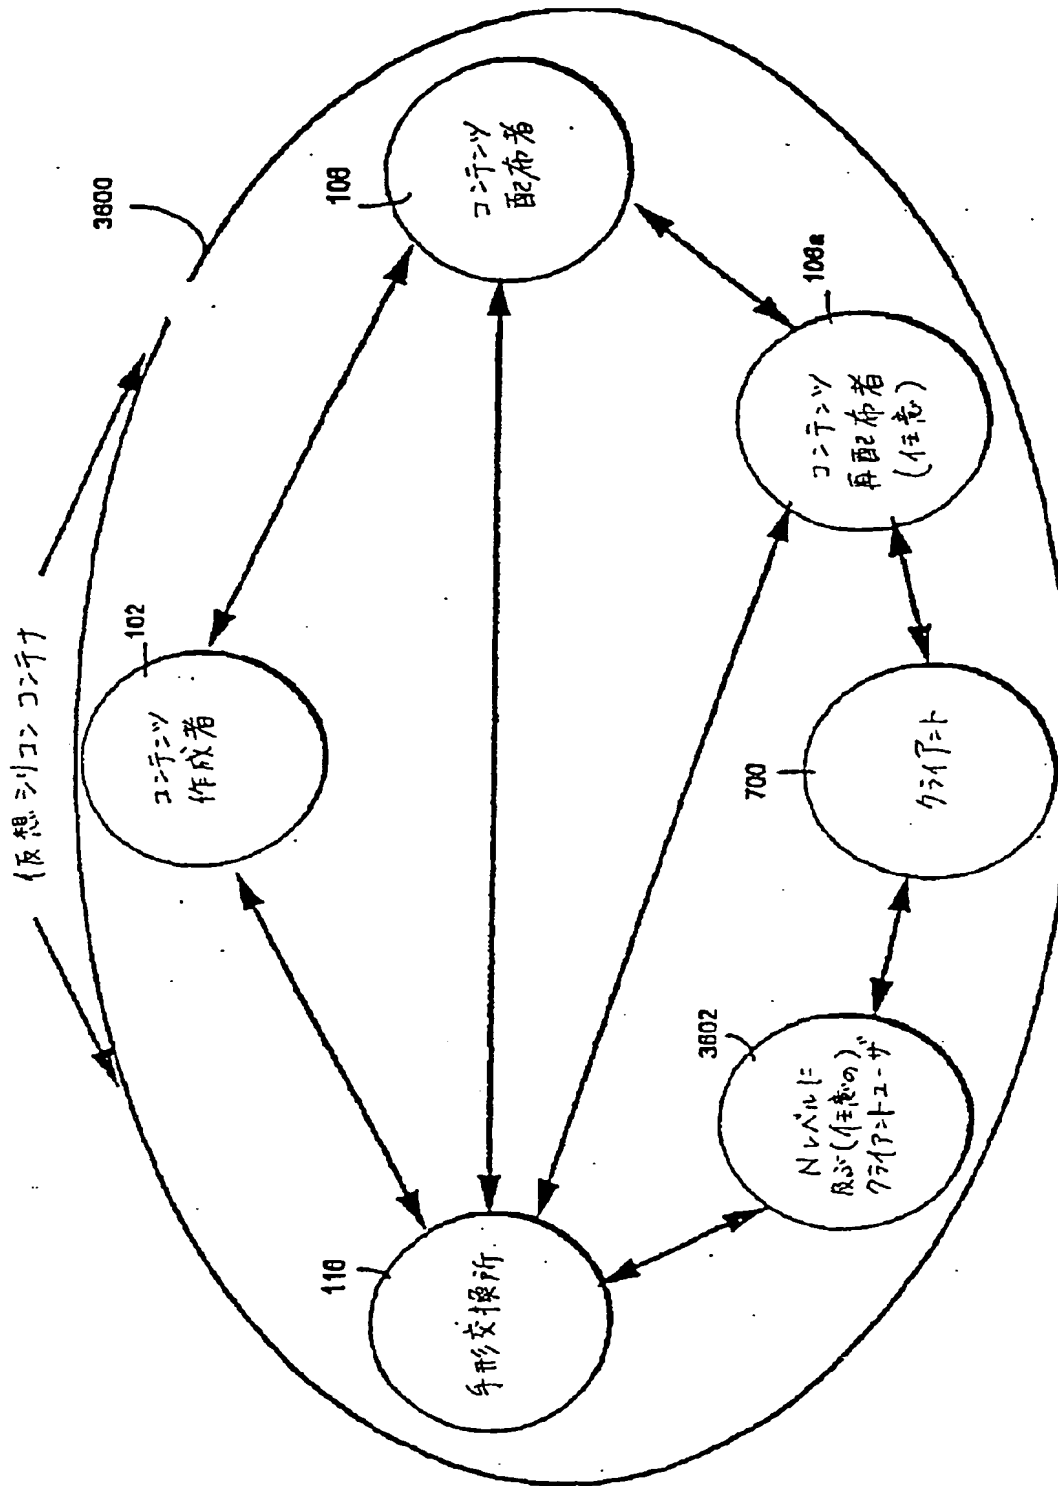 仮想シリコンコンテナ
3600
コンテンツ
作成者
102
コンテンツ
配布者
108
コンテンツ
再配布者
(任意)
108a
クライアント
700
Nレベルに
及ぶ(任意の)
クライアントユーザ
3602
手形交換所
116